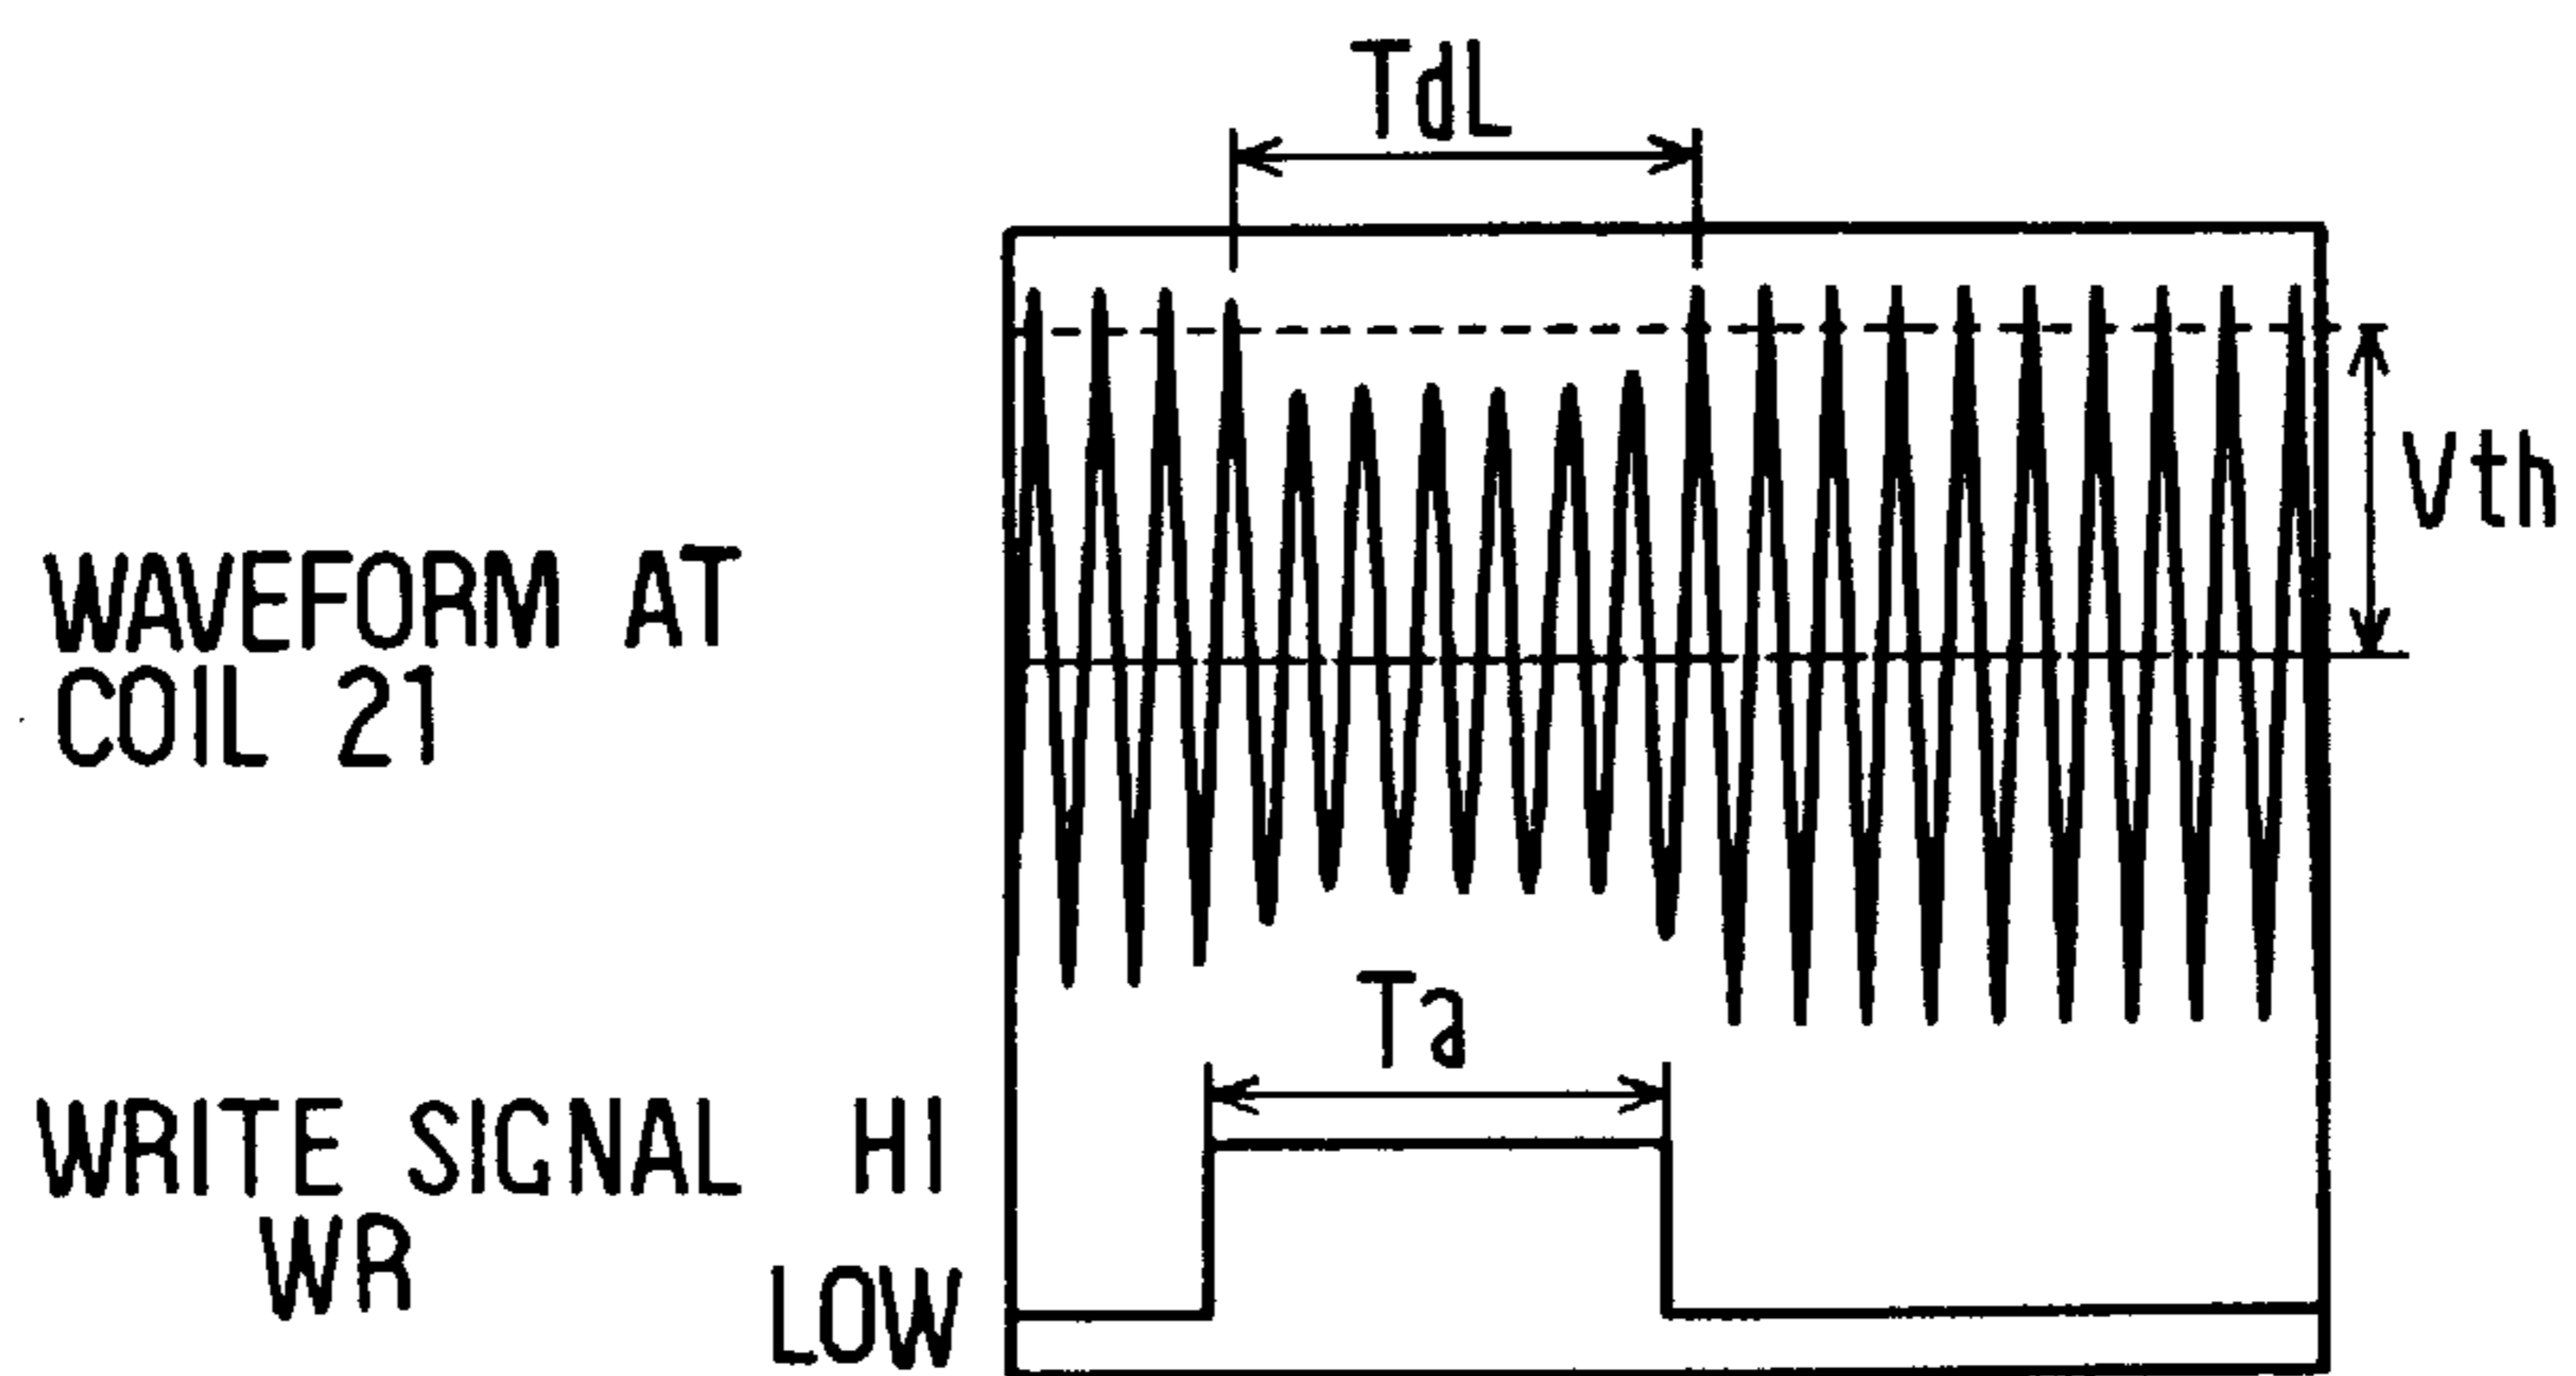 TdL
Vth
WAVEFORM AT
COIL 21
Ta
WRITE SIGNAL HI
WR
LOW